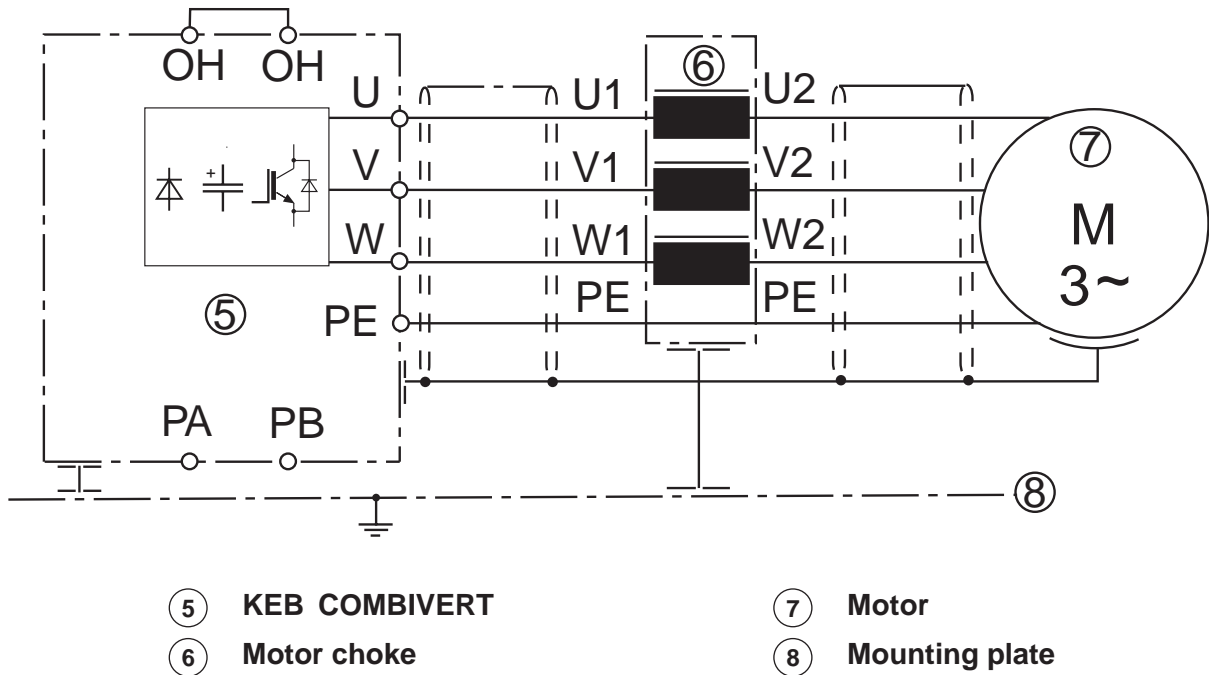 OH OH
⑥
U U1 U2
⑦
V V1 V2
+
M
W W1 W2
3~
PE PE
⑤ PE
PA PB
⑧
⑤ KEB COMBIVERT ⑦ Motor
⑥ Motor choke ⑧ Mounting plate